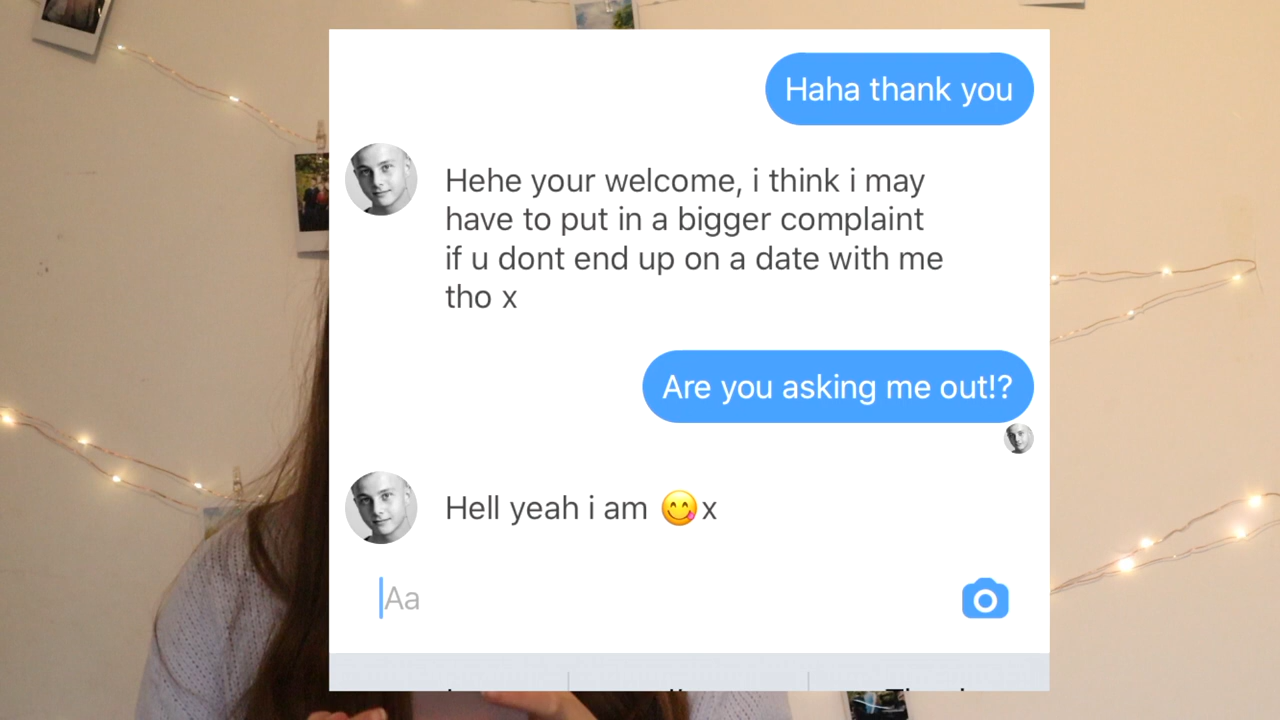 Haha thank you
Hehe your welcome, i think i may
have to put in a bigger complaint
if u dont end up on a date with me
tho x
Are you asking me out!?
Hell yeah i am 😋x
Aa